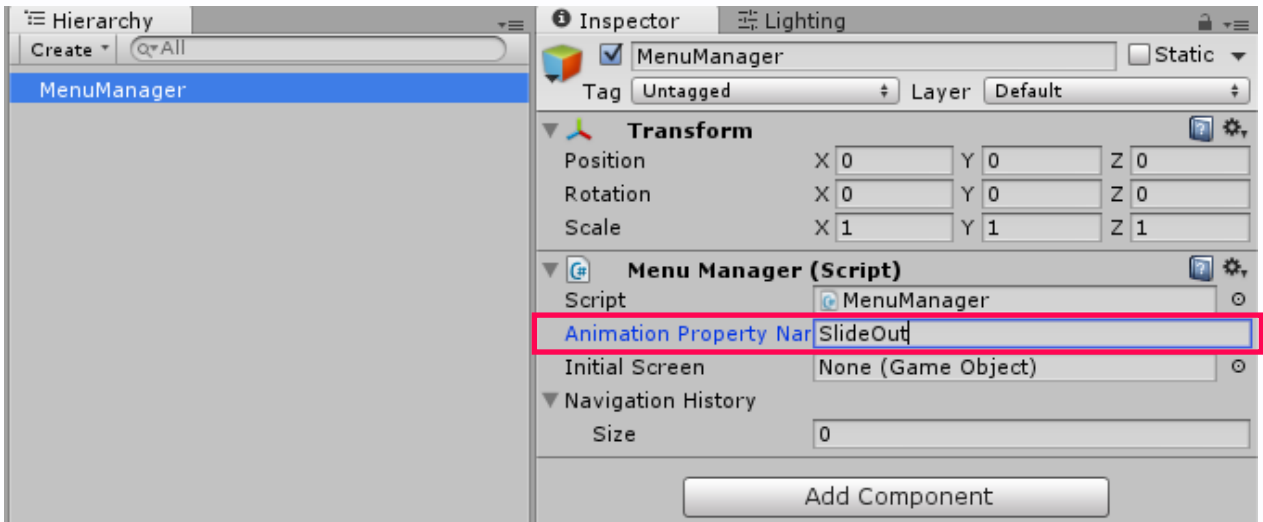 Hierarchy
Create All
MenuManager
Inspector Lighting
MenuManager Static
Tag Untagged Layer Default
Transform
Position X 0 Y 0 Z 0
Rotation X 0 Y 0 Z 0
Scale X 1 Y 1 Z 1
Menu Manager (Script)
Script MenuManager
Animation Property Nar SlideOut
Initial Screen None (Game Object)
Navigation History
Size 0
Add Component